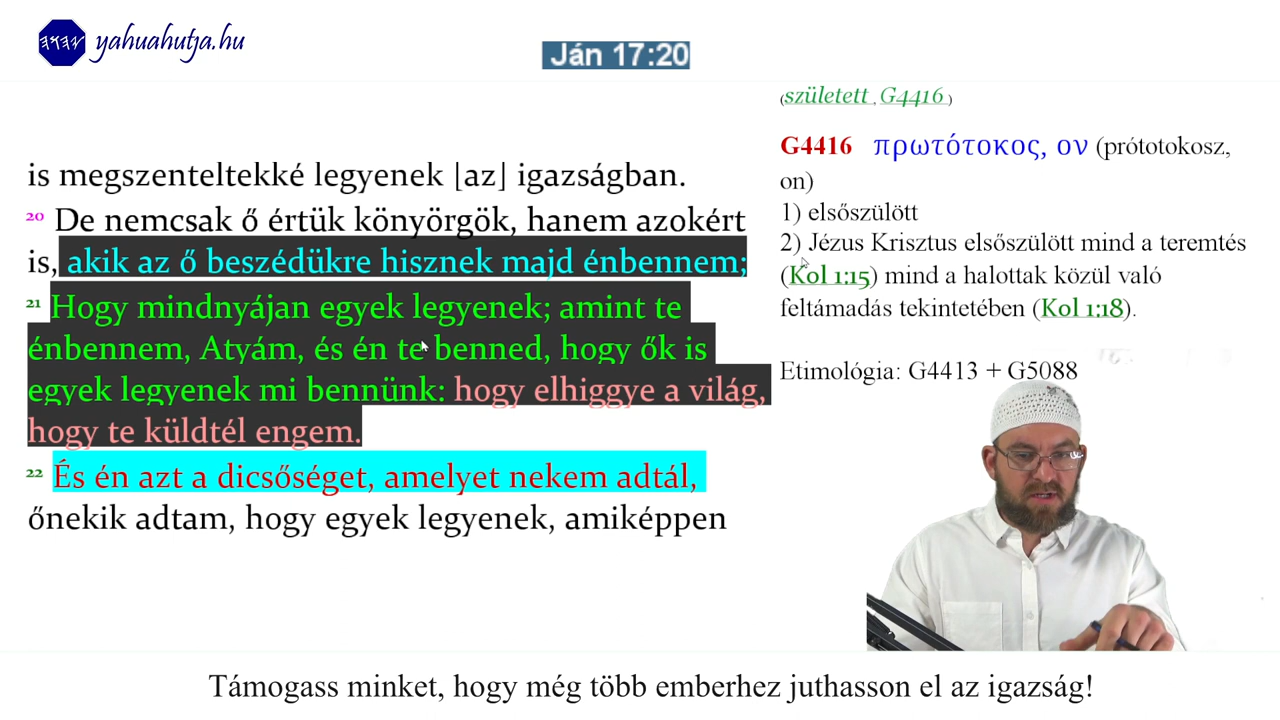 yahuahutja.hu
Ján 17:20
is megszenteltekké legyenek [az] igazságban.
20 De nemcsak ő értük könyörgök, hanem azokért
is, akik az ő beszédükre hisznek majd énbennem;
21 Hogy mindnyájan egyek legyenek; amint te
énbennem, Atyám, és én te benned, hogy ők is
egyek legyenek mi bennünk: hogy elhiggye a világ,
hogy te küldtél engem.
22 És én azt a dicsőséget, amelyet nekem adtál,
őnekik adtam, hogy egyek legyenek, amiképpen
(született , G4416 )
G4416 πρωτότοκος, ον (prótotokosz,
on)
1) elsőszülött
2) Jézus Krisztus elsőszülött mind a teremtés
(Kol 1:15) mind a halottak közül való
feltámadás tekintetében (Kol 1:18).
Etimológia: G4413 + G5088
Támogass minket, hogy még több emberhez juthasson el az igazság!